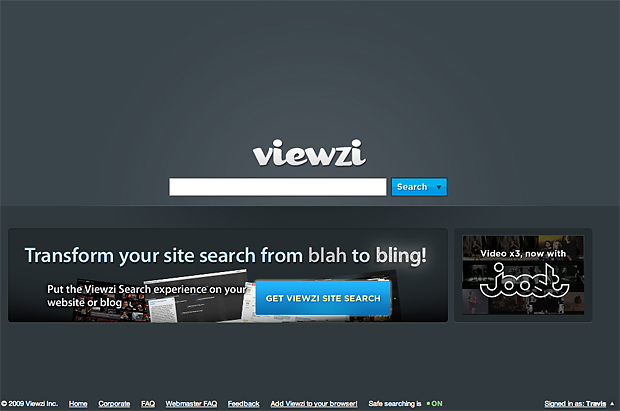 viewzi
Search
Transform your site search from blah to bling!
Put the Viewzi Search experience on your
website or blog
GET VIEWZI SITE SEARCH
Video x3, now with
joost
© 2009 Viewzi Inc. Home Corporate FAQ Webmaster FAQ Feedback Add Viewzi to your browser! Safe searching is • ON Signed in as: Travis